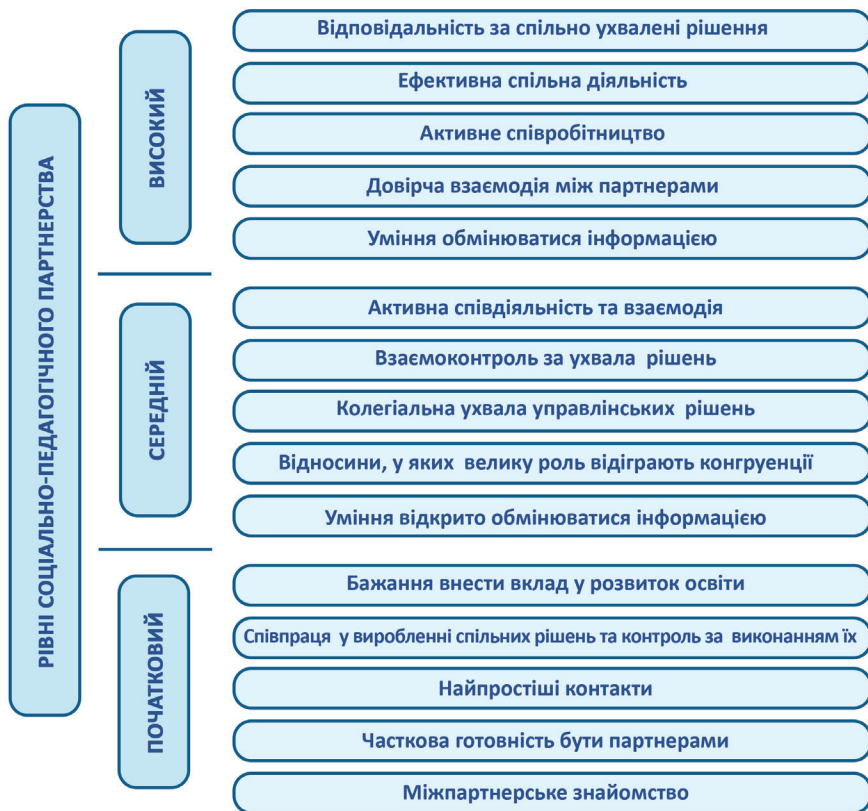 РІВНІ СОЦІАЛЬНО-ПЕДАГОГІЧНОГО ПАРТНЕРСТВА
ВИСОКИЙ
Відповідальність за спільно ухвалені рішення
Ефективна спільна діяльність
Активне співробітництво
Довірча взаємодія між партнерами
Уміння обмінюватися інформацією
СЕРЕДНІЙ
Активна співдіяльність та взаємодія
Взаємоконтроль за ухвала рішень
Колегіальна ухвала управлінських рішень
Відносини, у яких велику роль відіграють конгруенції
Уміння відкрито обмінюватися інформацією
ПОЧАТКОВИЙ
Бажання внести вклад у розвиток освіти
Співпраця у виробленні спільних рішень та контроль за виконанням їх
Найпростіші контакти
Часткова готовність бути партнерами
Міжпартнерське знайомство